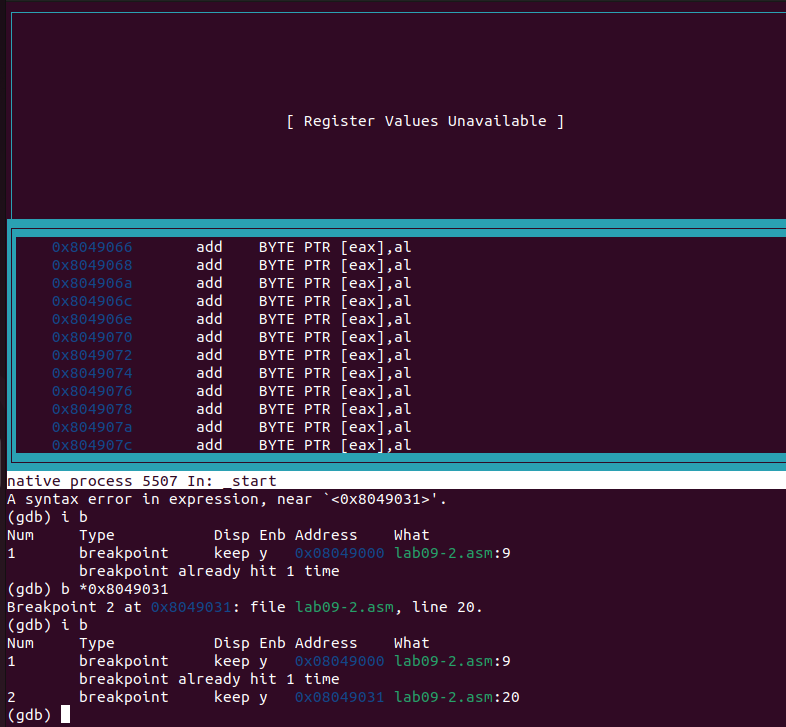 [ Register Values Unavailable ]
0x8049066 add BYTE PTR [eax],al
0x8049068 add BYTE PTR [eax],al
0x804906a add BYTE PTR [eax],al
0x804906c add BYTE PTR [eax],al
0x804906e add BYTE PTR [eax],al
0x8049070 add BYTE PTR [eax],al
0x8049072 add BYTE PTR [eax],al
0x8049074 add BYTE PTR [eax],al
0x8049076 add BYTE PTR [eax],al
0x8049078 add BYTE PTR [eax],al
0x804907a add BYTE PTR [eax],al
0x804907c add BYTE PTR [eax],al
native process 5507 In: _start
A syntax error in expression, near `<0x8049031>'.
(gdb) i b
Num Type Disp Enb Address What
1 breakpoint keep y 0x08049000 lab09-2.asm:9
breakpoint already hit 1 time
(gdb) b *0x8049031
Breakpoint 2 at 0x8049031: file lab09-2.asm, line 20.
(gdb) i b
Num Type Disp Enb Address What
1 breakpoint keep y 0x08049000 lab09-2.asm:9
breakpoint already hit 1 time
2 breakpoint keep y 0x08049031 lab09-2.asm:20
(gdb)